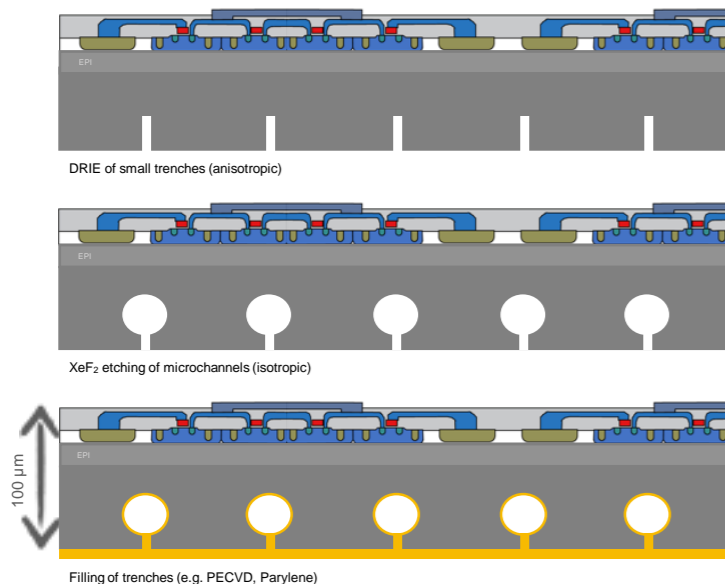 EPI
DRIE of small trenches (anisotropic)
EPI
XeF₂ etching of microchannels (isotropic)
100 µm
EPI
Filling of trenches (e.g. PECVD, Parylene)